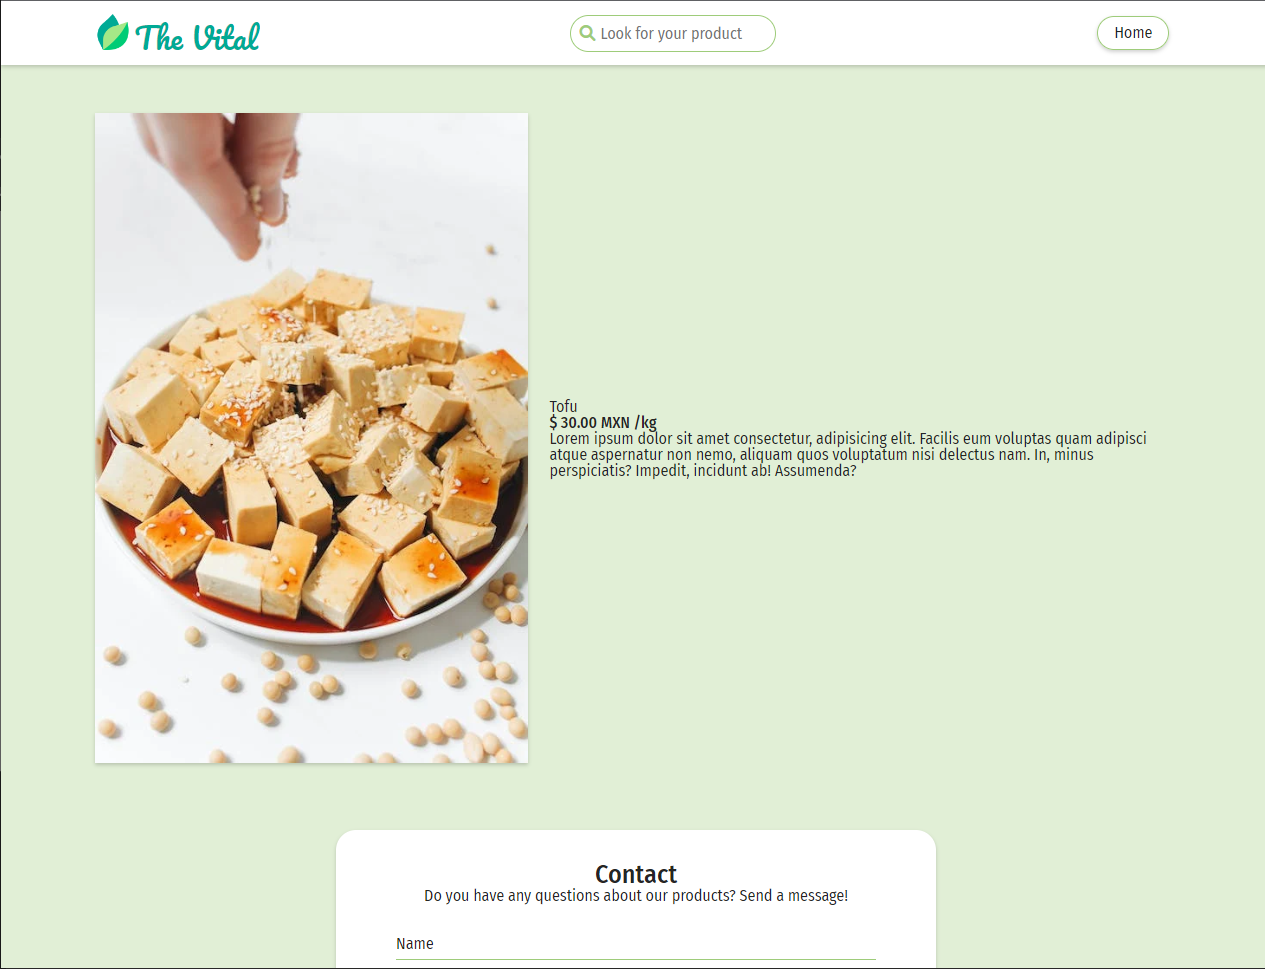 The Vital
Look for your product
Home
Tofu
$ 30.00 MXN /kg
Lorem ipsum dolor sit amet consectetur, adipisicing elit. Facilis eum voluptas quam adipisci
atque aspernatur non nemo, aliquam quos voluptatum nisi delectus nam. In, minus
perspiciatis? Impedit, incidunt ab! Assumenda?
Contact
Do you have any questions about our products? Send a message!
Name